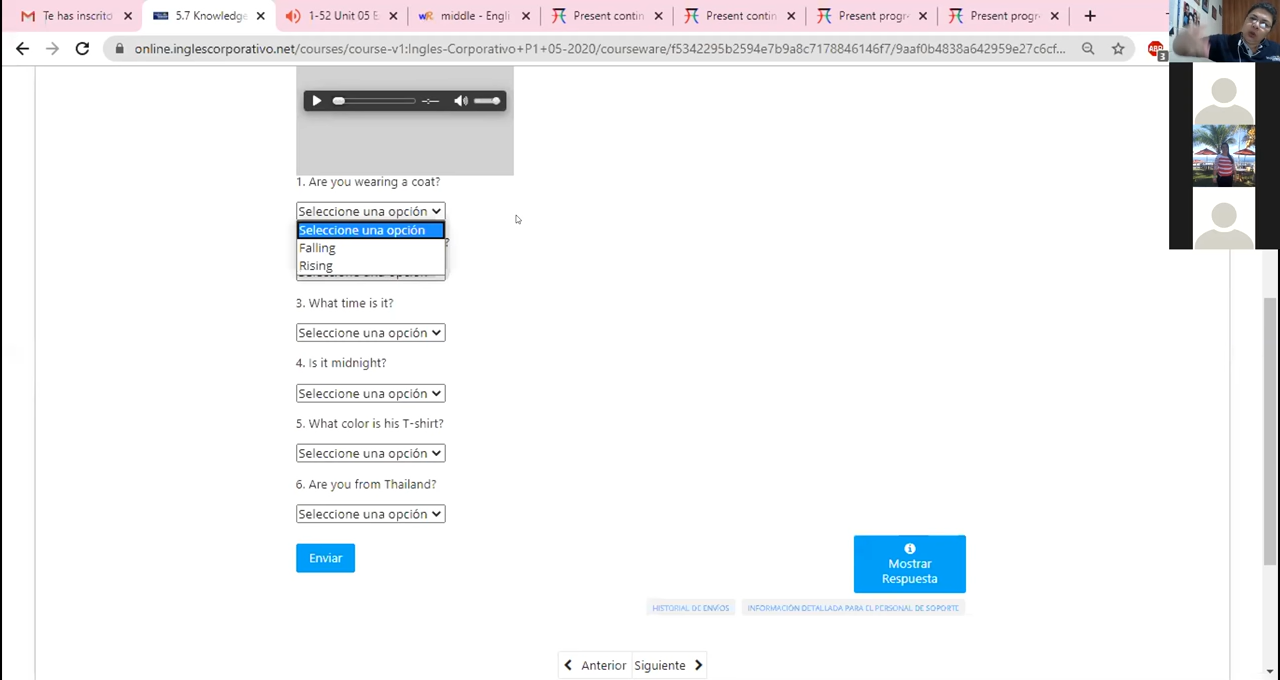 Te has inscrito
5.7 Knowledge
1-52 Unit 05 E
WR middle - Engli
Present contin
Present contin
Present progr
Present progr
online.inglescorporativo.net/courses/course-v1:Ingles-Corporativo+P1+05-2020/courseware/f5342295b2594e7b9a8c7178846146f7/9aaf0b4838a642959e27c6cf...
ABP
3
1. Are you wearing a coat?
Seleccione una opción
Seleccione una opción
?
Falling
Rising
3. What time is it?
Seleccione una opción
4. Is it midnight?
Seleccione una opción
5. What color is his T-shirt?
Seleccione una opción
6. Are you from Thailand?
Seleccione una opción
Enviar
Mostrar
Respuesta
HISTORIAL DE ENVÍOS
INFORMACIÓN DETALLADA PARA EL PERSONAL DE SOPORTE
Anterior
Siguiente